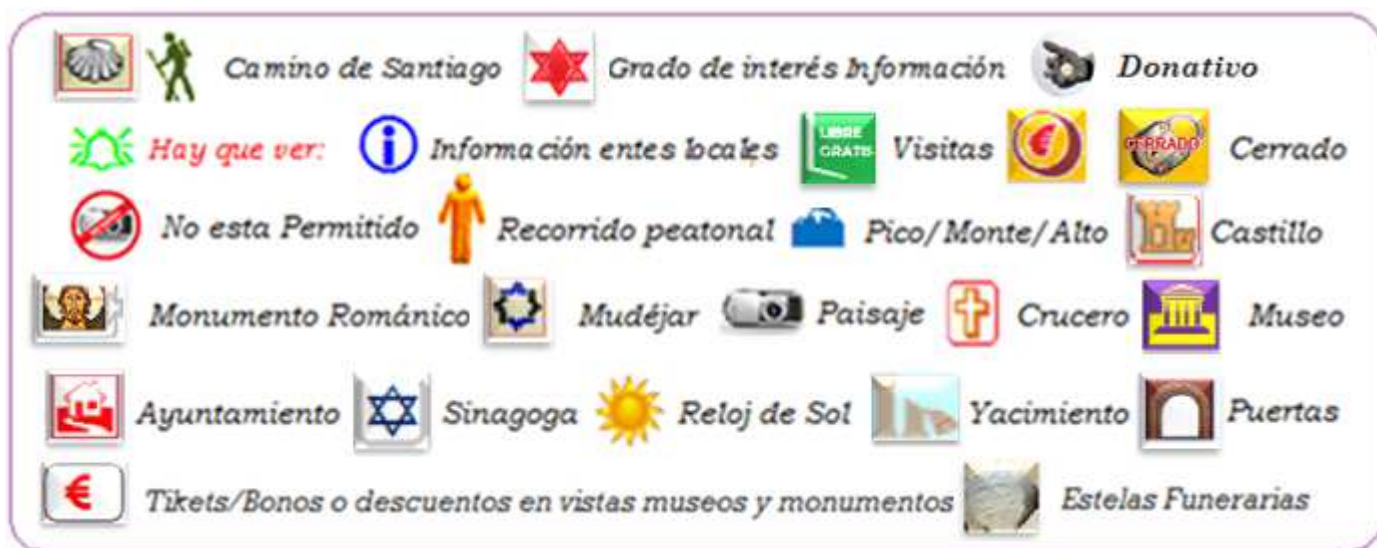 Camino de Santiago Grado de interés Información Donativo
Hay que ver: Información entes locales LIBRE GRATIS Visitas € CERRADO Cerrado
No esta Permitido Recorrido peatonal Pico/Monte/Alto Castillo
Monumento Románico Mudéjar Paisaje Crucero Museo
Ayuntamiento Sinagoga Reloj de Sol Yacimiento Puertas
€ Tikets/Bonos o descuentos en vistas museos y monumentos Estelas Funerarias